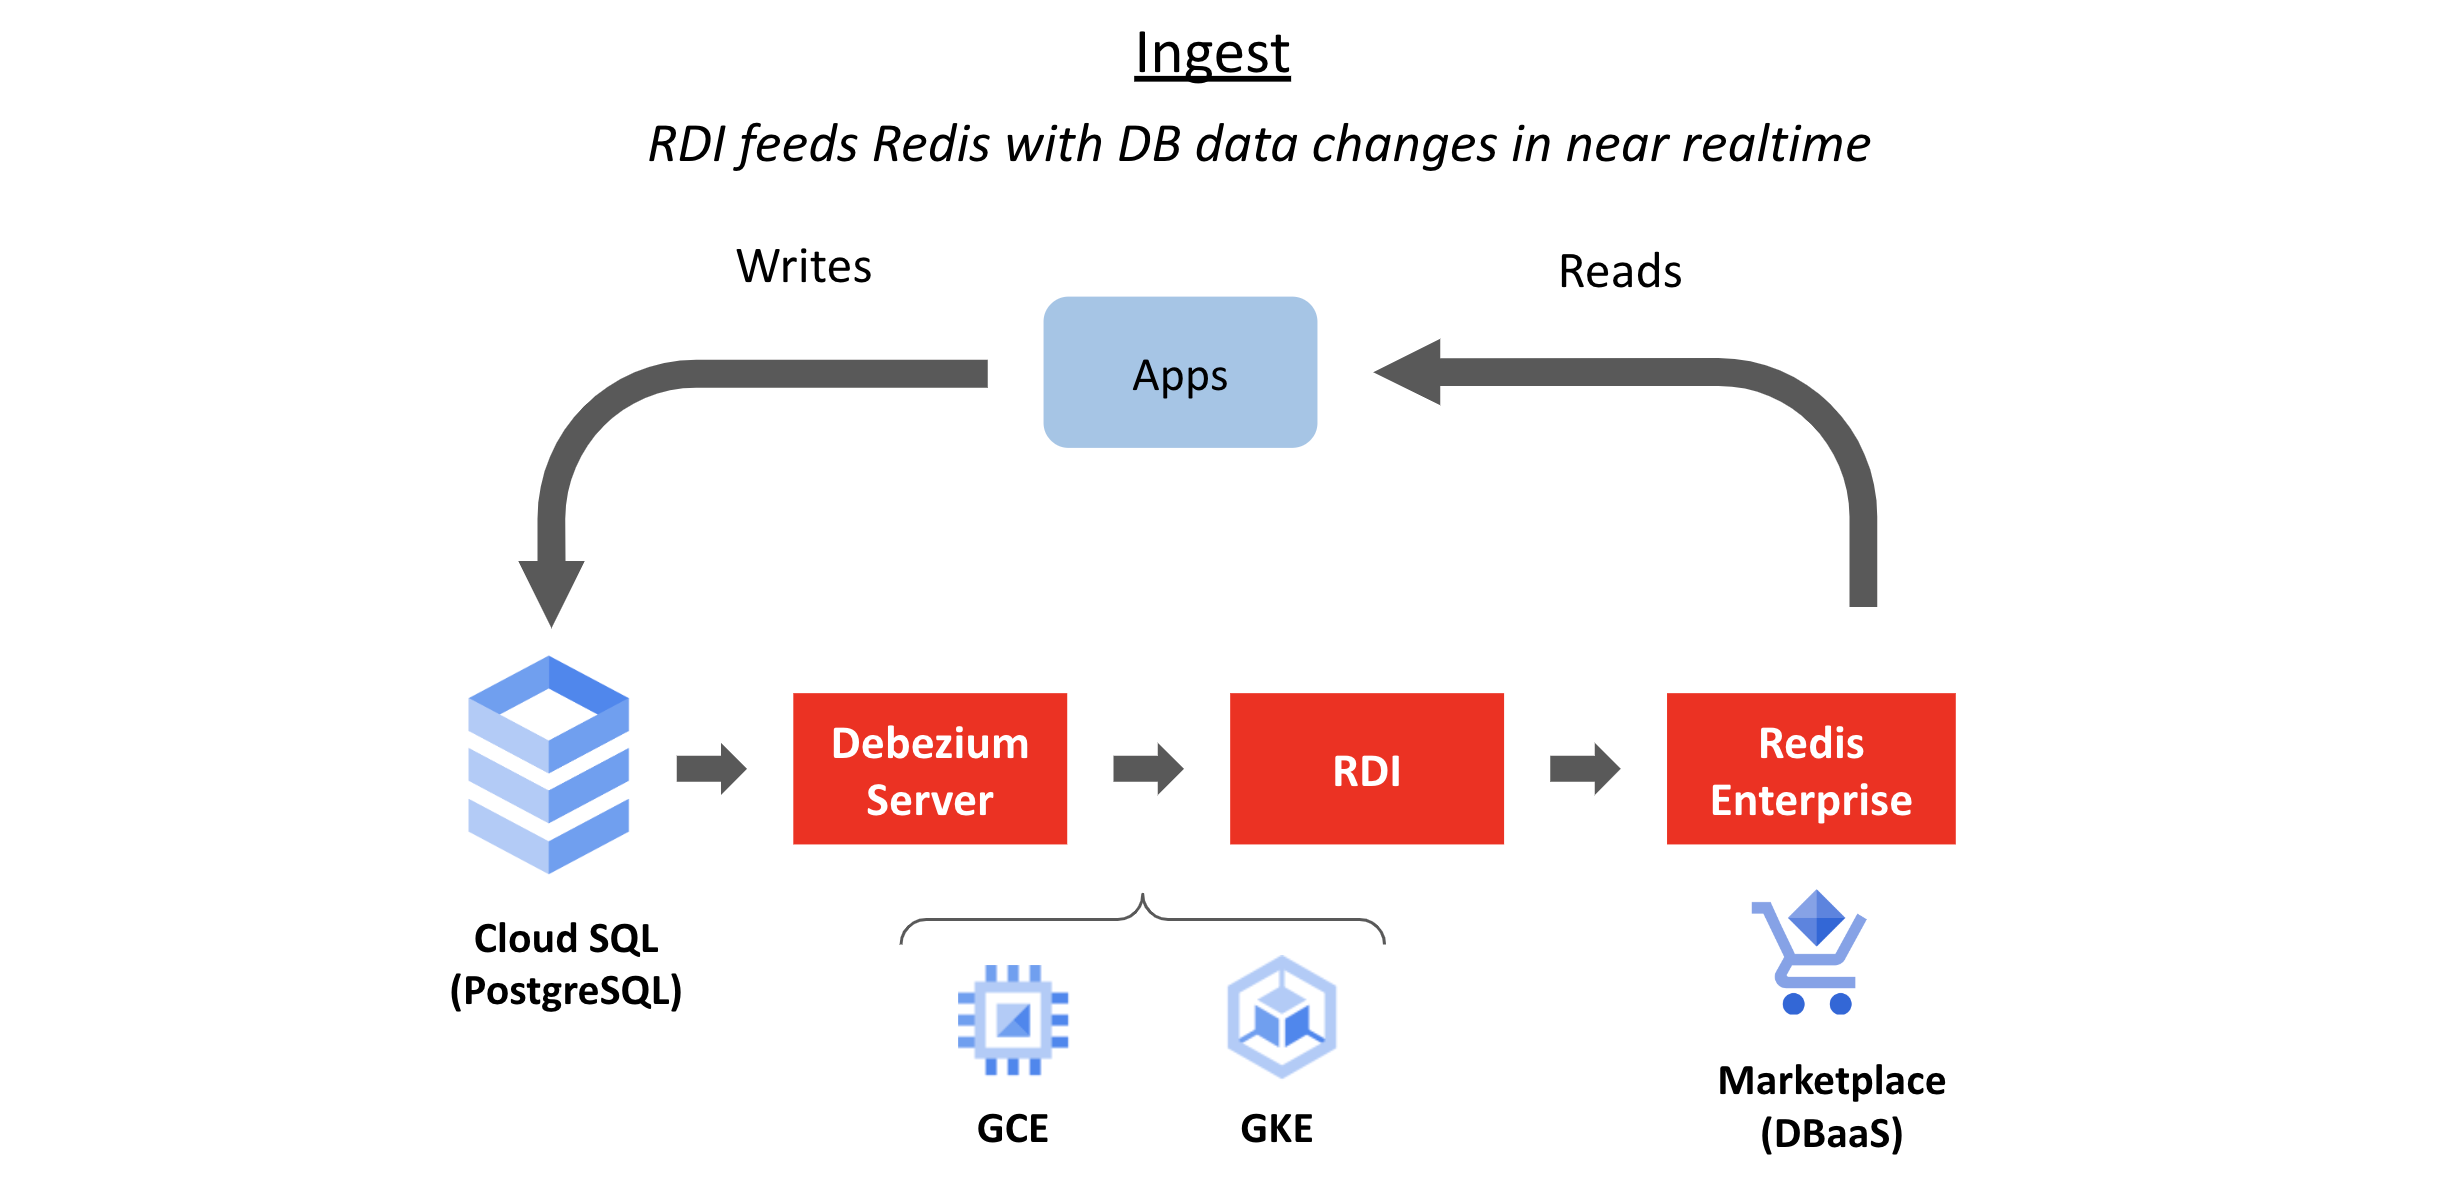 Ingest
RDI feeds Redis with DB data changes in near realtime
Writes
Reads
Apps
Debezium
Server
RDI
Redis
Enterprise
Cloud SQL
(PostgreSQL)
GCE
GKE
Marketplace
(DBaaS)